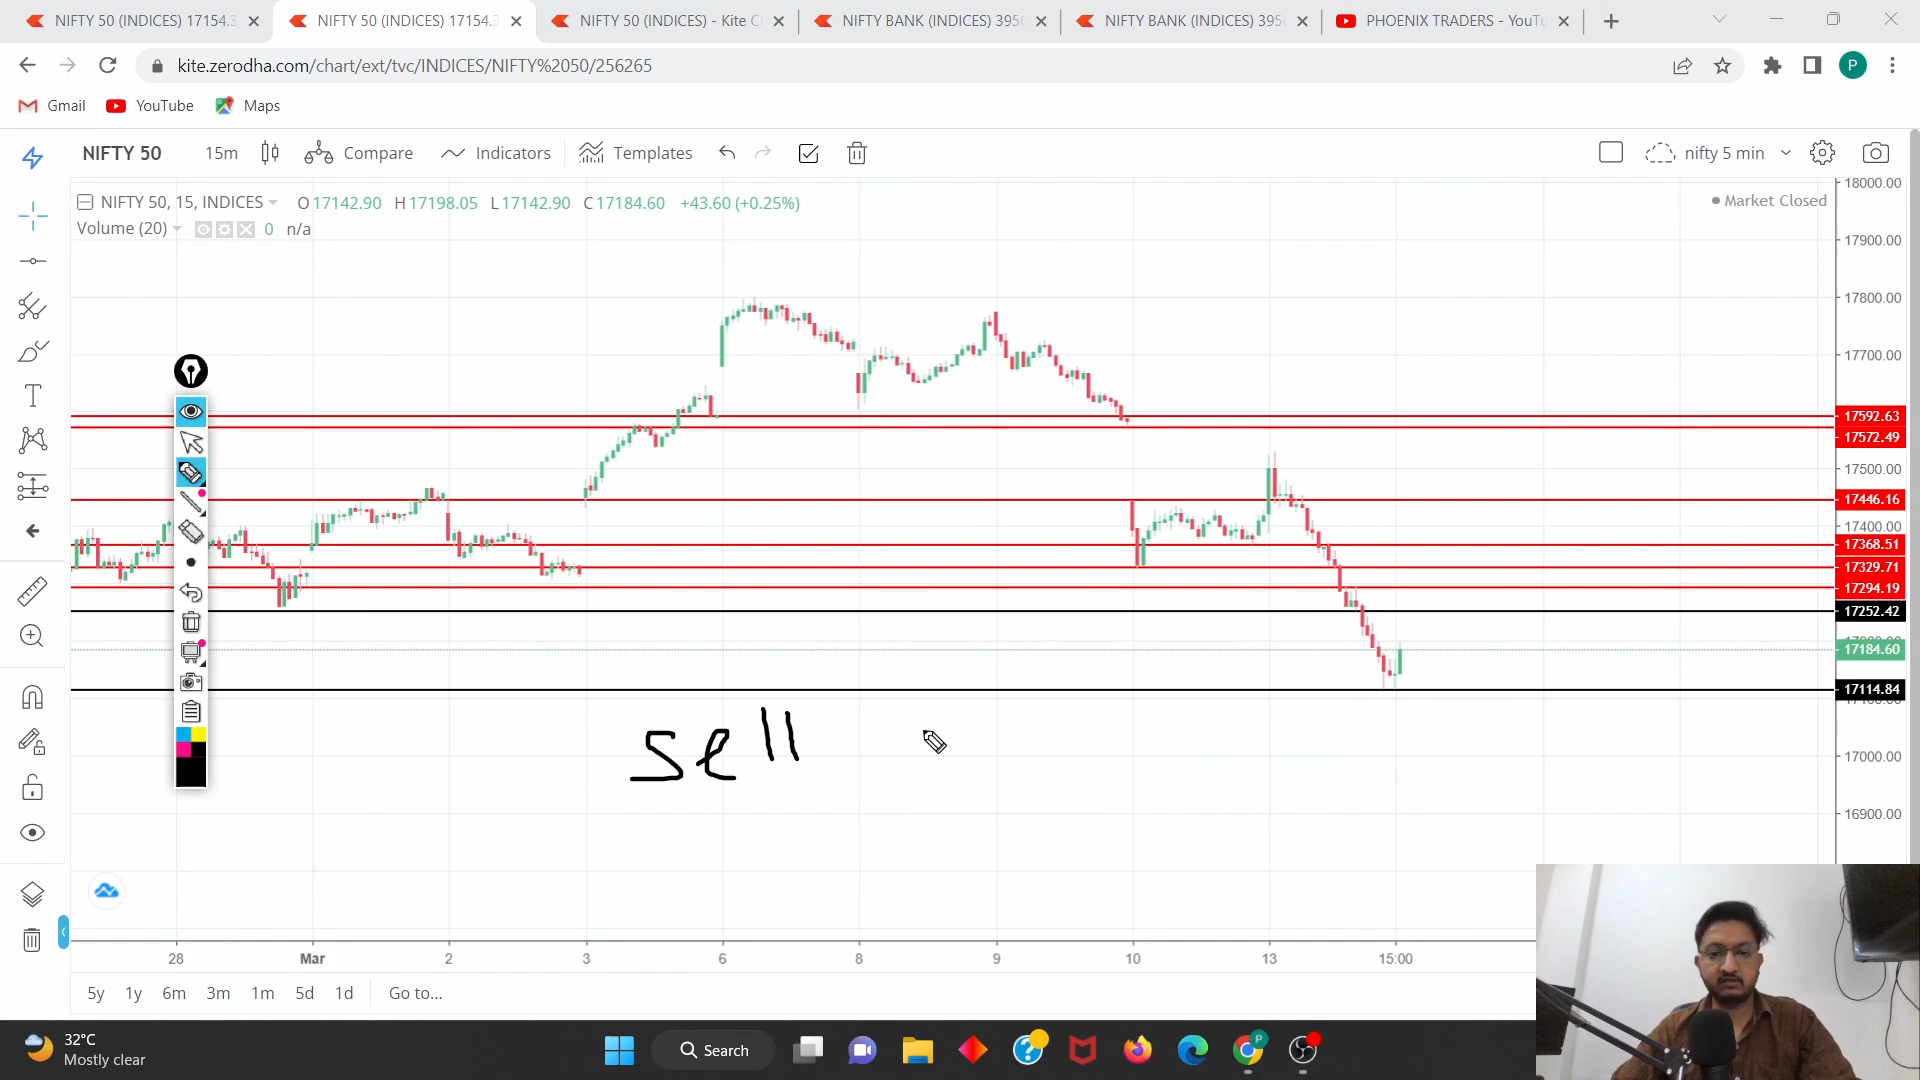 NIFTY 50 (INDICES) 17154.3
NIFTY 50 (INDICES) 17154.3
NIFTY 50 (INDICES) - Kite C
NIFTY BANK (INDICES) 395
NIFTY BANK (INDICES) 395
PHOENIX TRADERS - YouTu
kite.zerodha.com/chart/ext/tvc/INDICES/NIFTY%2050/256265
P
Gmail YouTube Maps
NIFTY 50 15m Compare Indicators Templates nifty 5 min
NIFTY 50, 15, INDICES O17142.90 H17198.05 L17142.90 C17184.60 +43.60 (+0.25%)
Market Closed
Volume (20) 0 n/a
18000.00
17900.00
17800.00
17700.00
17592.63
17572.49
17500.00
17446.16
17400.00
17368.51
17329.71
17294.19
17252.42
17184.60
17114.84
17000.00
16900.00
sell
28 Mar 2 3 6 8 9 10 13 15:00
5y 1y 6m 3m 1m 5d 1d Go to...
32°C
Mostly clear
Search
P